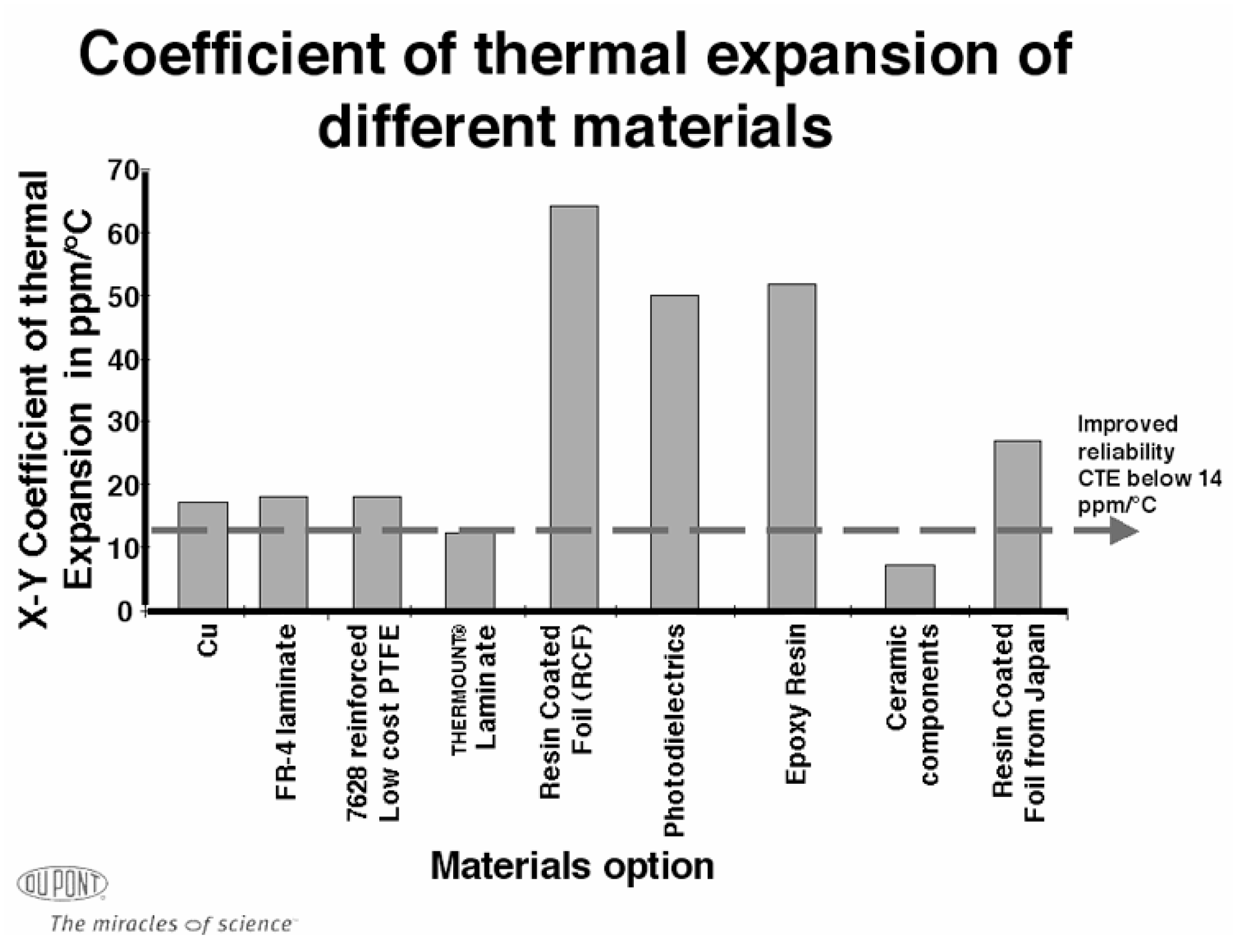 Coefficient of thermal expansion of
different materials
X-Y Coefficient of thermal
Expansion in ppm/°C
70
60
50
40
30
20
10
0
Improved
reliability
CTE below 14
ppm/°C
Cu
FR-4 laminate
7628 reinforced
Low cost PTFE
THERMOUNT®
Laminate
Resin Coated
Foil (RCF)
Photodielectrics
Epoxy Resin
Ceramic
components
Resin Coated
Foil from Japan
Materials option
DUPONT
The miracles of science™